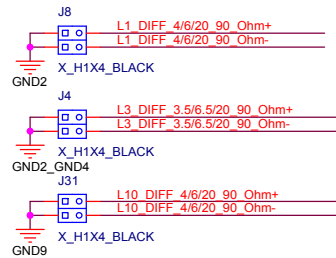 J8
L1_DIFF_4/6/20_90_Ohm+
L1_DIFF_4/6/20_90_Ohm-
X_H1X4_BLACK
GND2
J4
L3_DIFF_3.5/6.5/20_90_Ohm+
L3_DIFF_3.5/6.5/20_90_Ohm-
X_H1X4_BLACK
GND2_GND4
J31
L10_DIFF_4/6/20_90_Ohm+
L10_DIFF_4/6/20_90_Ohm-
X_H1X4_BLACK
GND9